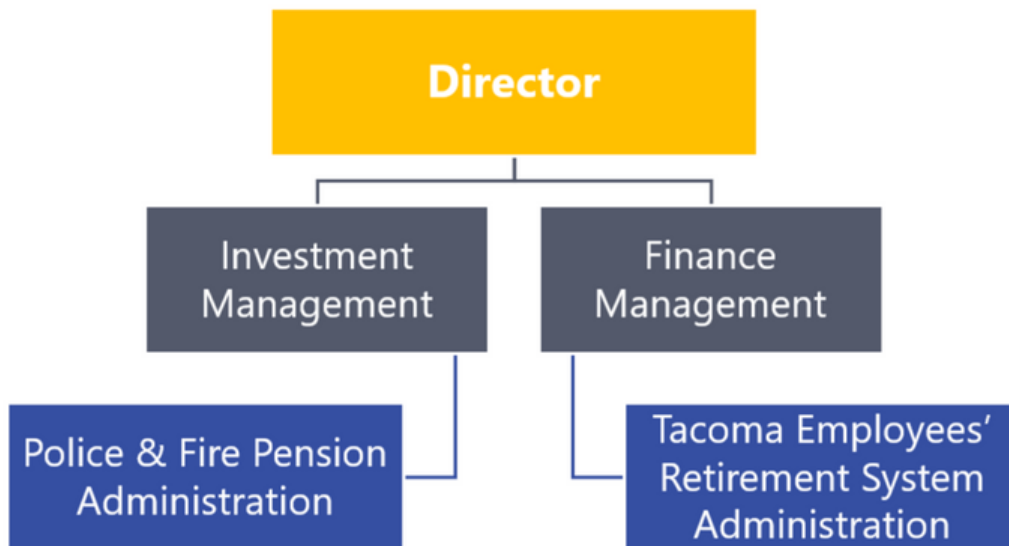 Director
Investment
Management
Finance
Management
Police & Fire Pension
Administration
Tacoma Employees’
Retirement System
Administration